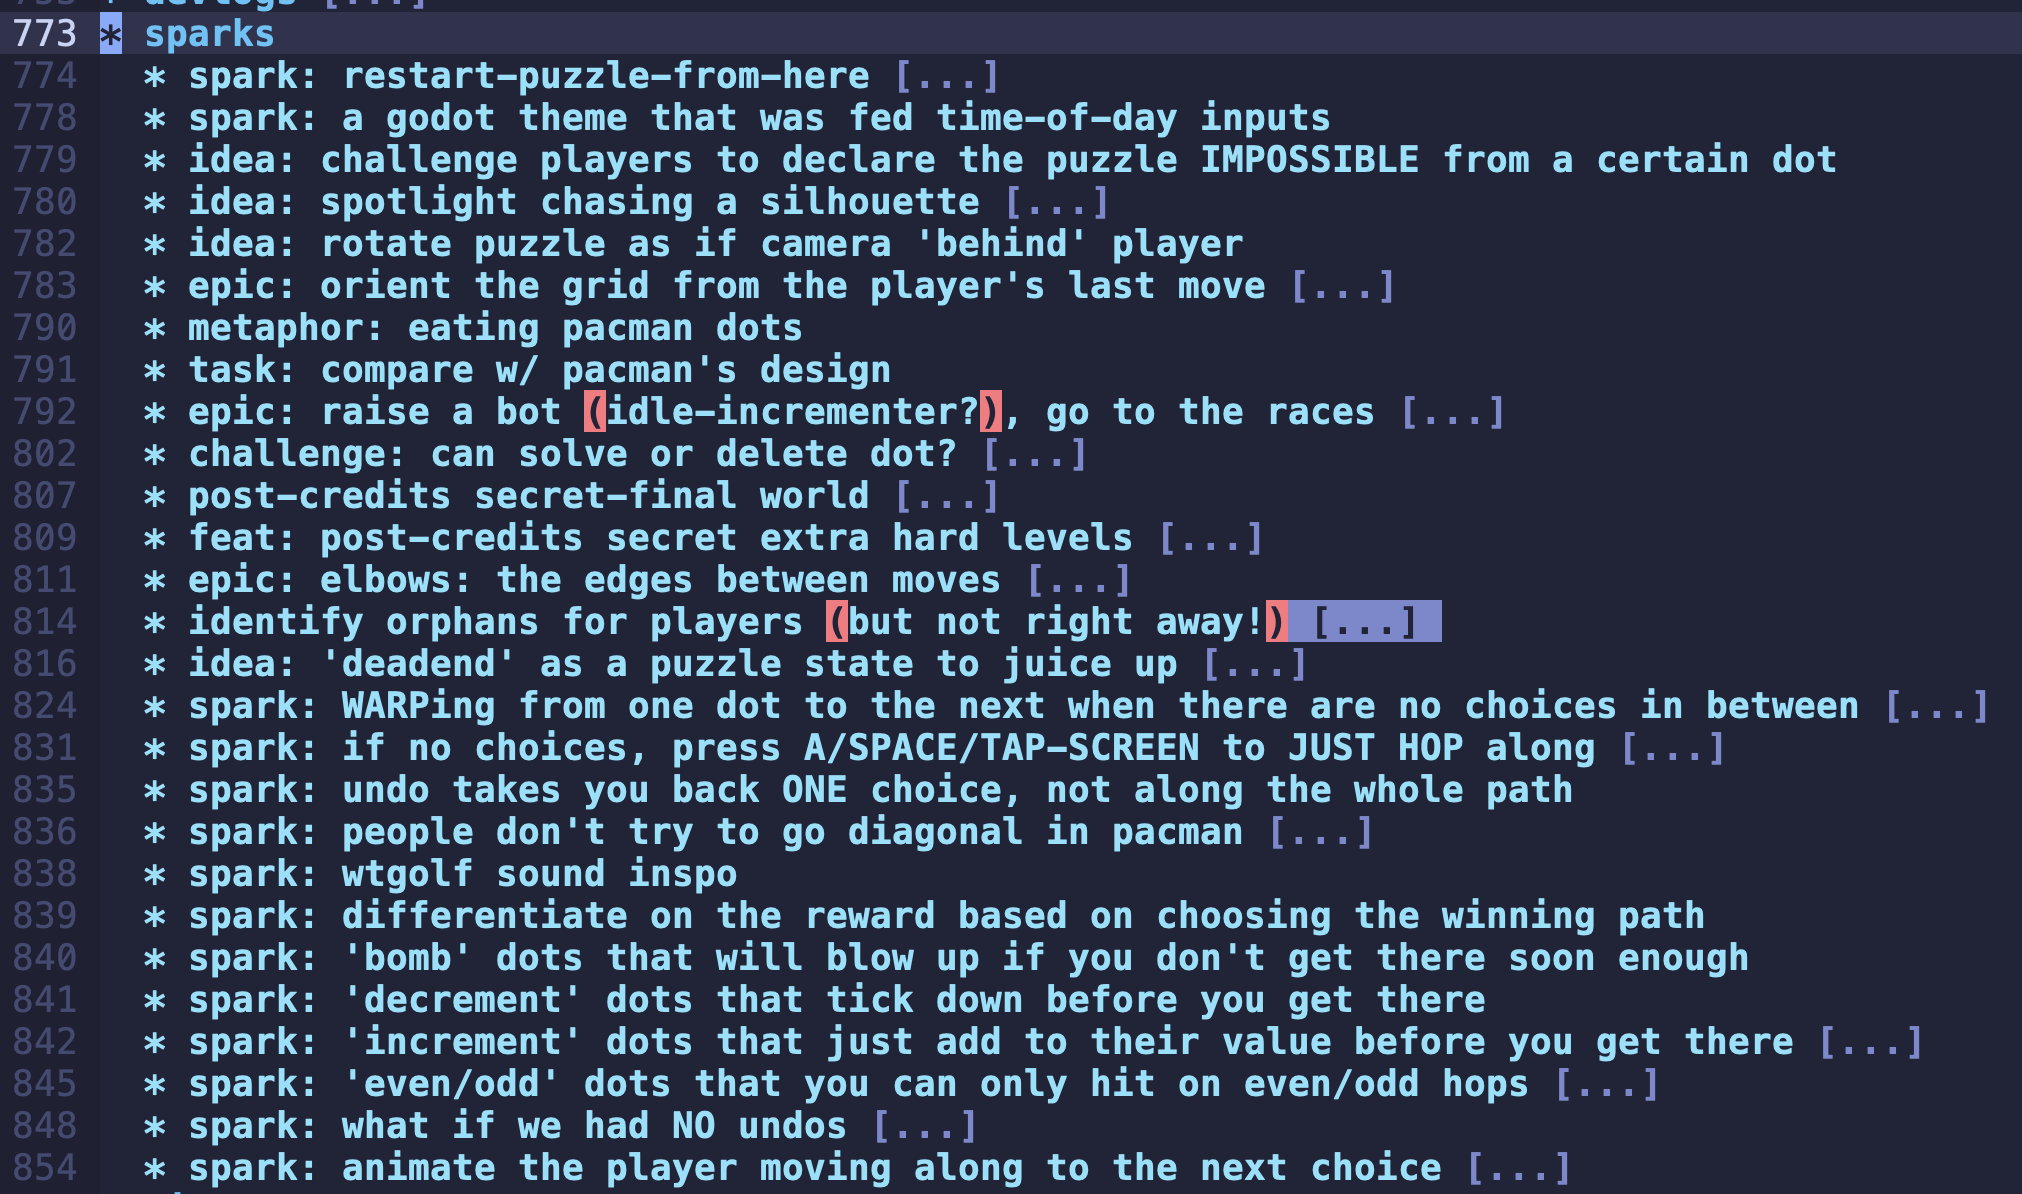 773 * sparks
774 * spark: restart-puzzle-from-here [...]
778 * spark: a godot theme that was fed time-of-day inputs
779 * idea: challenge players to declare the puzzle IMPOSSIBLE from a certain dot
780 * idea: spotlight chasing a silhouette [...]
782 * idea: rotate puzzle as if camera 'behind' player
783 * epic: orient the grid from the player's last move [...]
790 * metaphor: eating pacman dots
791 * task: compare w/ pacman's design
792 * epic: raise a bot (idle-incrementer?), go to the races [...]
802 * challenge: can solve or delete dot? [...]
807 * post-credits secret-final world [...]
809 * feat: post-credits secret extra hard levels [...]
811 * epic: elbows: the edges between moves [...]
814 * identify orphans for players (but not right away!) [...]
816 * idea: 'deadend' as a puzzle state to juice up [...]
824 * spark: WARPing from one dot to the next when there are no choices in between [...]
831 * spark: if no choices, press A/SPACE/TAP-SCREEN to JUST HOP along [...]
835 * spark: undo takes you back ONE choice, not along the whole path
836 * spark: people don't try to go diagonal in pacman [...]
838 * spark: wtgolf sound inspo
839 * spark: differentiate on the reward based on choosing the winning path
840 * spark: 'bomb' dots that will blow up if you don't get there soon enough
841 * spark: 'decrement' dots that tick down before you get there
842 * spark: 'increment' dots that just add to their value before you get there [...]
845 * spark: 'even/odd' dots that you can only hit on even/odd hops [...]
848 * spark: what if we had NO undos [...]
854 * spark: animate the player moving along to the next choice [...]